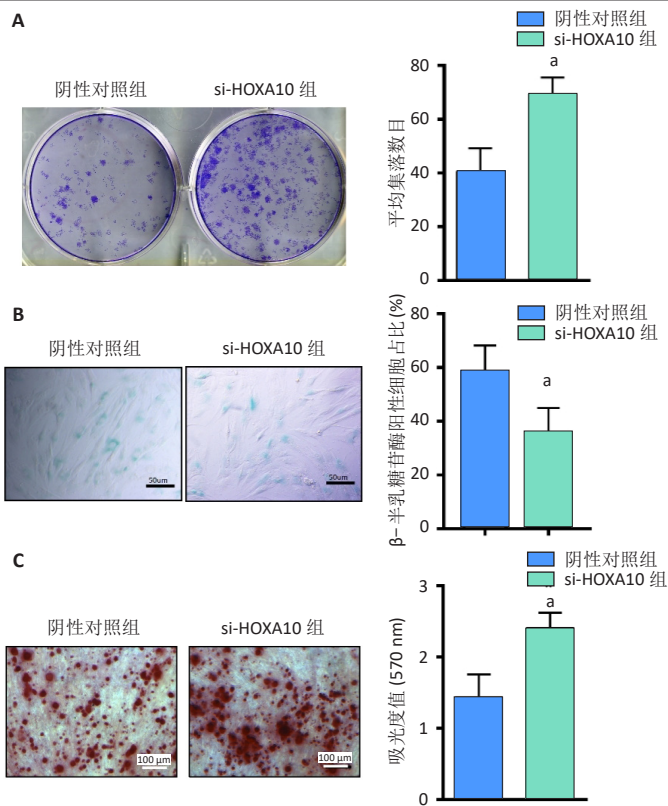 A
阴性对照组
si-HOXA10 组
阴性对照组
si-HOXA10 组
a
80
60
40
20
0
平均集落数目
B
阴性对照组
si-HOXA10 组
50um
50um
阴性对照组
si-HOXA10 组
a
80
60
40
20
0
β−半乳糖苷酶阳性细胞占比 (%)
C
阴性对照组
si-HOXA10 组
100 μm
100 μm
阴性对照组
si-HOXA10 组
a
3
2
1
0
吸光度值 (570 nm)